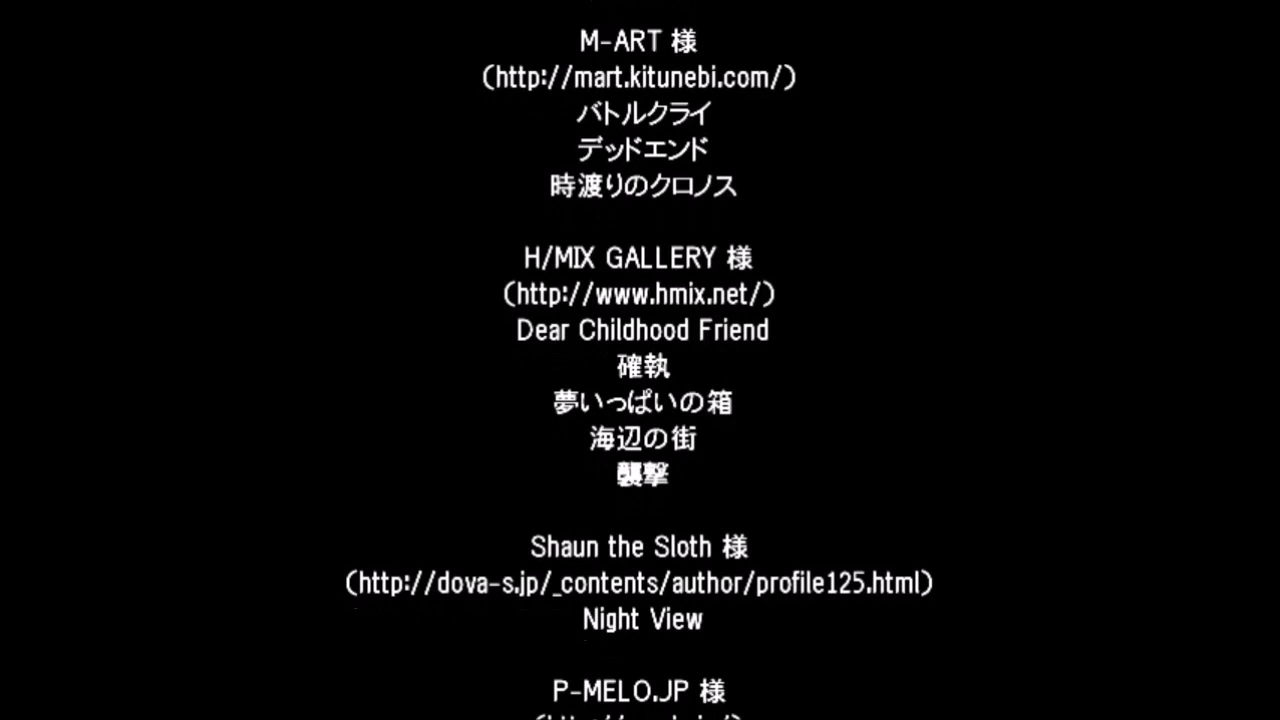 M-ART 様
(http://mart.kitunebi.com/)
バトルクライ
デッドエンド
時渡りのクロノス
H/MIX GALLERY 様
(http://www.hmix.net/)
Dear Childhood Friend
確執
夢いっぱいの箱
海辺の街
襲撃
Shaun the Sloth 様
(http://dova-s.jp/_contents/author/profile125.html)
Night View
P-MELO.JP 様